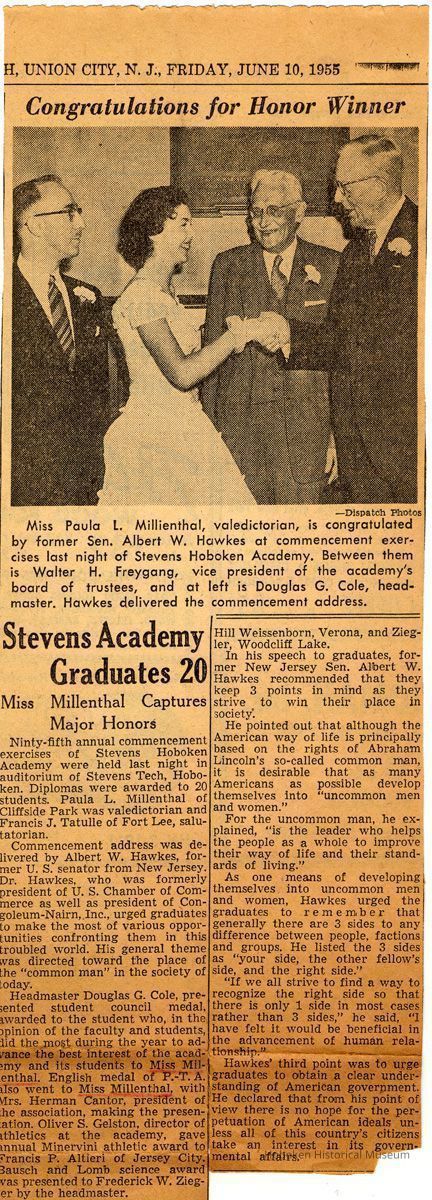 H, UNION CITY, N. J., FRIDAY, JUNE 10, 1955
Congratulations for Honor Winner
—Dispatch Photos
Miss Paula L. Millienthal, valedictorian, is congratulated
by former Sen. Albert W. Hawkes at commencement exer-
cises last night of Stevens Hoboken Academy. Between them
is Walter H. Freygang, vice president of the academy's
board of trustees, and at left is Douglas G. Cole, head-
master. Hawkes delivered the commencement address.
Stevens Academy
Graduates 20
Miss Millenthal Captures
Major Honors
Ninty-fifth annual commencement
exercises of Stevens Hoboken
Academy were held last night in
auditorium of Stevens Tech, Hobo-
ken. Diplomas were awarded to 20
students. Paula L. Millenthal of
Cliffside Park was valedictorian and
Francis J. Tatulle of Fort Lee, salu-
tatorian.
Commencement address was de-
livered by Albert W. Hawkes, for-
mer U. S. senator from New Jersey.
Dr. Hawkes, who was formerly
president of U. S. Chamber of Com-
merce as well as president of Con-
goleum-Nairn, Inc., urged graduates
to make the most of various oppor-
tunities confronting them in this
troubled world. His general theme
was directed toward the place of
the "common man" in the society of
today.
Headmaster Douglas G. Cole, pre-
sented student council medal,
awarded to the student who, in the
opinion of the faculty and students,
did the most during the year to ad-
vance the best interest of the acad-
emy and its students to Miss Mil-
lenthal. English medal of P.-T. A.
also went to Miss Millenthal, with
Mrs. Herman Cantor, president of
the association, making the presen-
tation. Oliver S. Gelston, director of
athletics at the academy, gave
annual Minervini athletic award to
Francis P. Altieri of Jersey City.
Bausch and Lomb science award
was presented to Frederick W. Zieg-
ler by the headmaster.
Hill Weissenborn, Verona, and Zieg-
ler, Woodcliff Lake.
In his speech to graduates, for-
mer New Jersey Sen. Albert W.
Hawkes recommended that they
keep 3 points in mind as they
strive to win their place in
society.
He pointed out that although the
American way of life is principally
based on the rights of Abraham
Lincoln's so-called common man,
it is desirable that as many
Americans as possible develop
themselves into "uncommon men
and women."
For the uncommon man, he ex-
plained, "is the leader who helps
the people as a whole to improve
their way of life and their stand-
ards of living."
As one means of developing
themselves into uncommon men
and women, Hawkes urged the
graduates to remember that
generally there are 3 sides to any
difference between people, factions
and groups. He listed the 3 sides
as "your side, the other fellow's
side, and the right side."
"If we all strive to find a way to
recognize the right side so that
there is only 1 side in most cases
rather than 3 sides," he said, "I
have felt it would be beneficial in
the advancement of human rela-
tionship."
Hawkes' third point was to urge
graduates to obtain a clear under-
standing of American government.
He declared that from his point of
view there is no hope for the per-
petuation of American ideals un-
less all of this country's citizens
take an interest in its govern-
mental affairs.
Hoboken Historical Museum